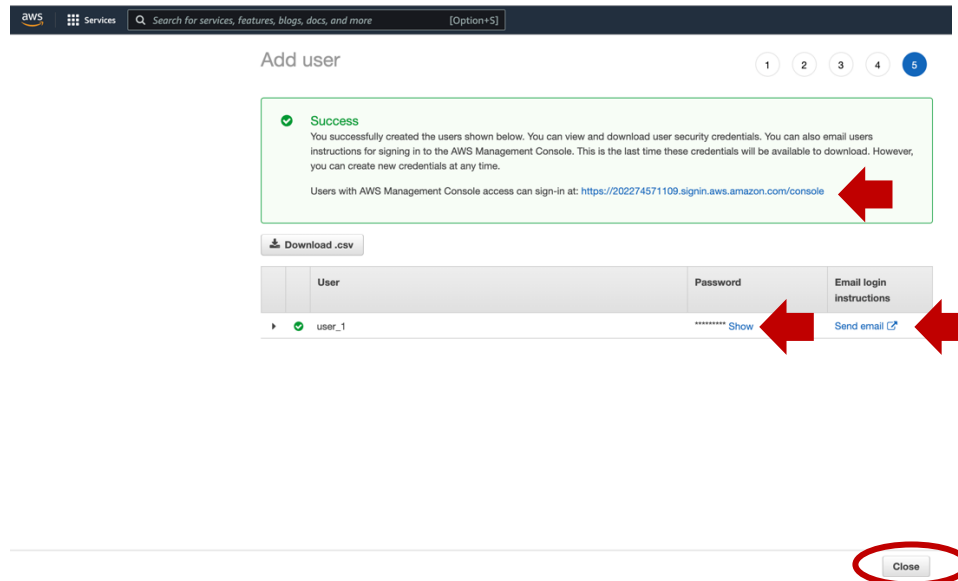 aws Services Search for services, features, blogs, docs, and more [Option+S]
Add user
1 2 3 4 5
Success
You successfully created the users shown below. You can view and download user security credentials. You can also email users
instructions for signing in to the AWS Management Console. This is the last time these credentials will be available to download. However,
you can create new credentials at any time.
Users with AWS Management Console access can sign-in at: https://202274571109.signin.aws.amazon.com/console
Download .csv
User Password Email login
instructions
user_1 ********* Show Send email
Close